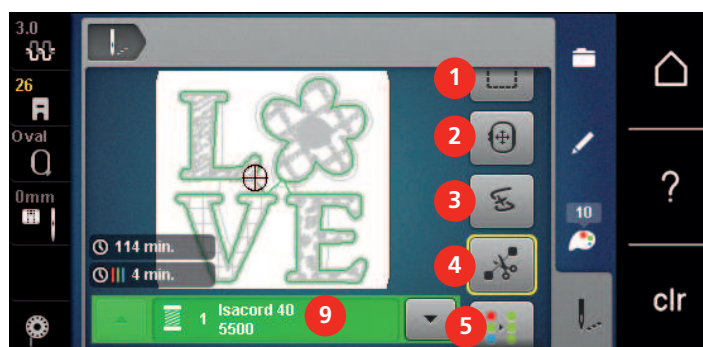 3.0
26
Oval
0mm
LOVE
114 min.
4 min.
1 Isacord 40
5500
1
2
3
4
5
9
10
?
clr